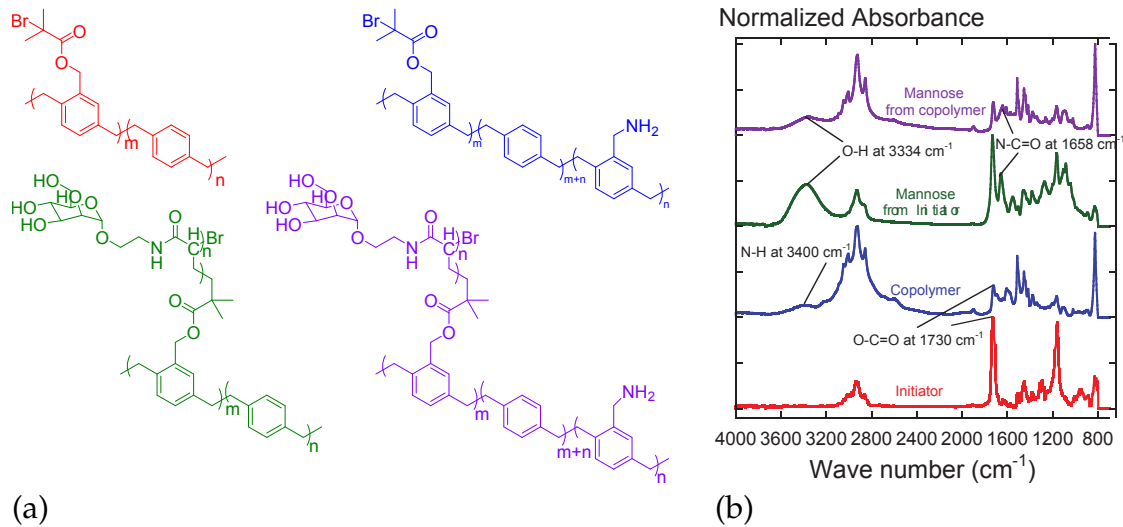 Br
O
O
m
n
Br
O
O
NH2
m
m+n
n
HO
OH
HO
HO
O
O
N
H
O
H
Br
n
O
O
m
n
HO
OH
HO
HO
O
O
N
H
O
H
Br
n
O
O
NH2
m
m+n
n
(a)
Normalized Absorbance
Mannose
from copolymer
O-H at 3334 cm-1
N-C=O at 1658 cm-1
Mannose
from Initiator
N-H at 3400 cm-1
Copolymer
O-C=O at 1730 cm-1
Initiator
4000 3600 3200 2800 2400 2000 1600 1200 800
Wave number (cm-1)
(b)